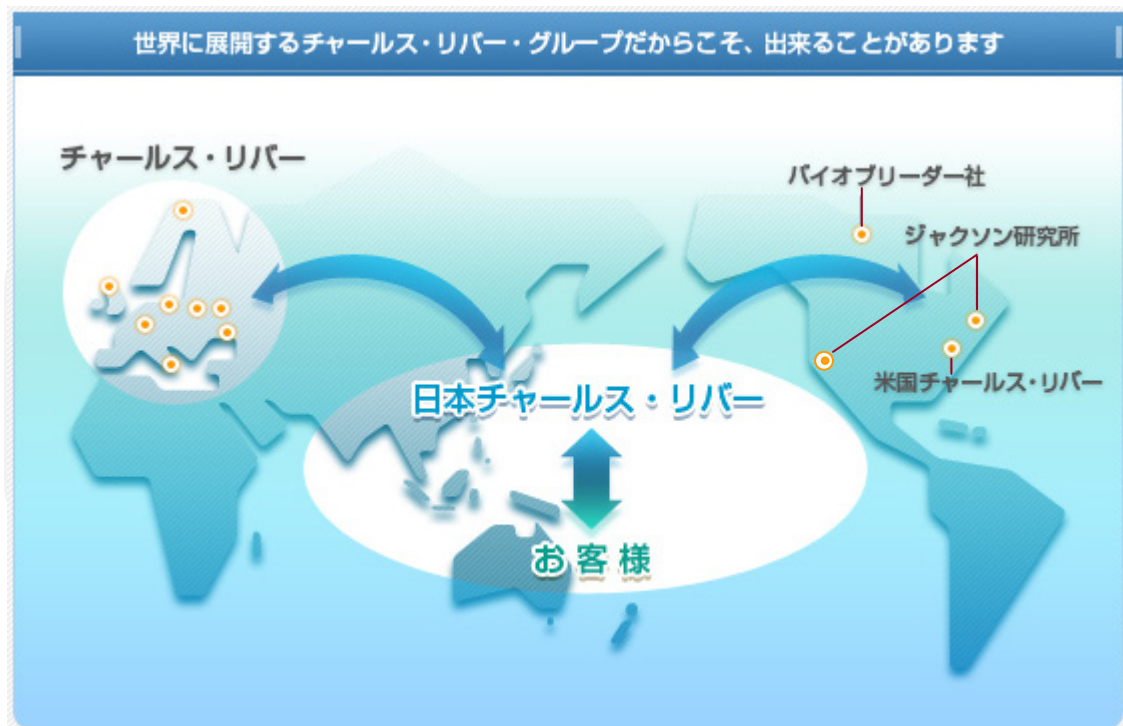 世界に展開するチャールス・リバー・グループだからこそ、出来ることがあります
チャールス・リバー
バイオブリーダー社
ジャクソン研究所
米国チャールス・リバー
日本チャールス・リバー
お客様